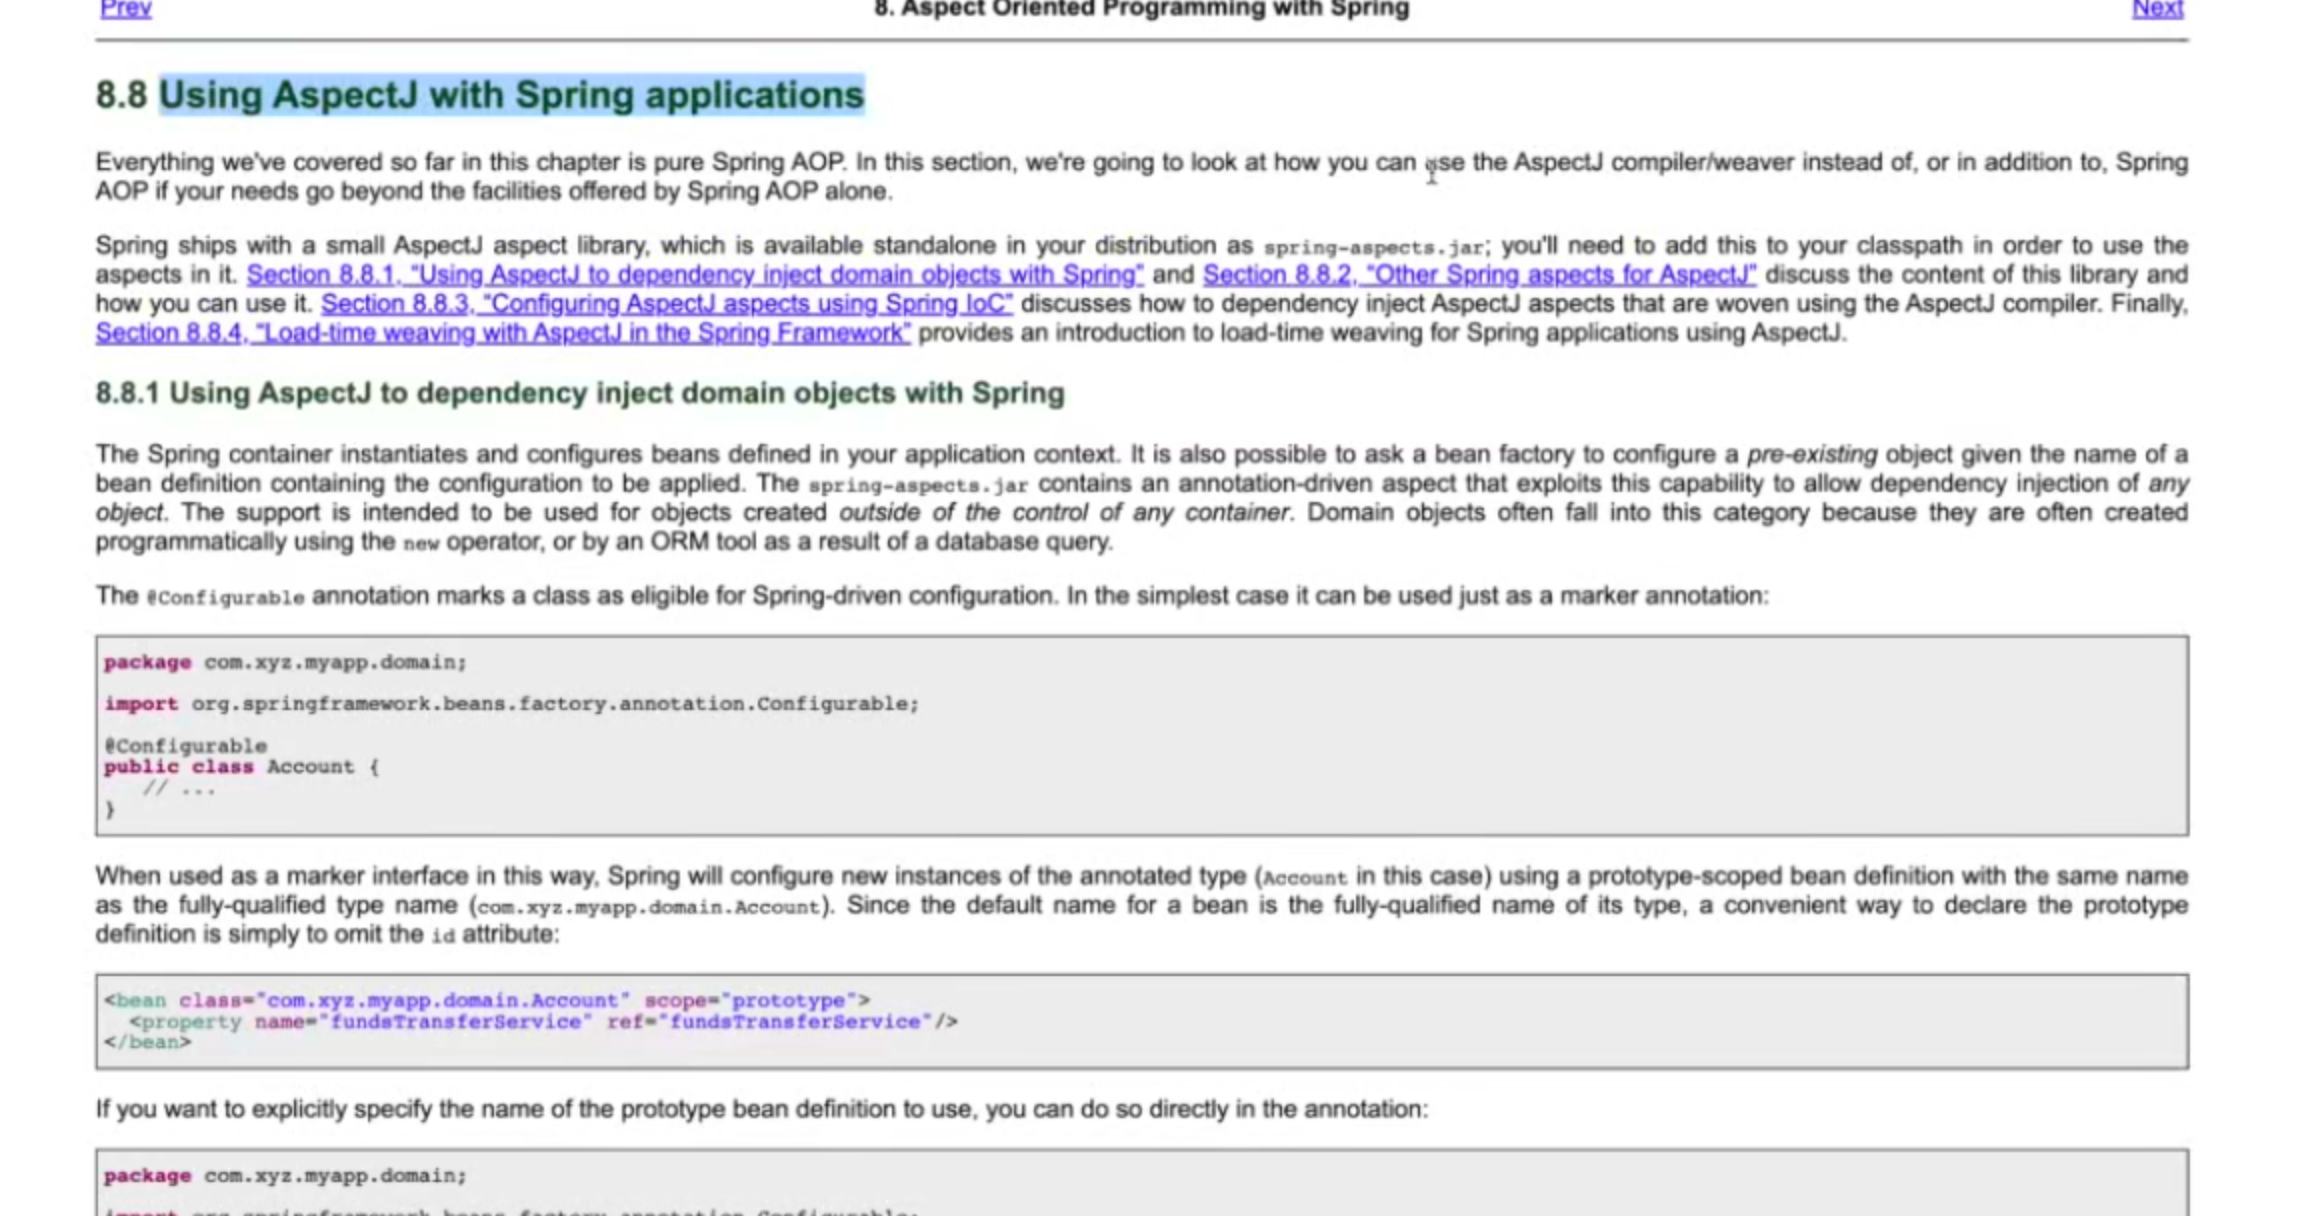 Prev
8. Aspect Oriented Programming with Spring
Next
8.8 Using AspectJ with Spring applications
Everything we've covered so far in this chapter is pure Spring AOP. In this section, we're going to look at how you can use the AspectJ compiler/weaver instead of, or in addition to, Spring
AOP if your needs go beyond the facilities offered by Spring AOP alone.
Spring ships with a small AspectJ aspect library, which is available standalone in your distribution as spring-aspects.jar; you'll need to add this to your classpath in order to use the
aspects in it. Section 8.8.1, "Using AspectJ to dependency inject domain objects with Spring" and Section 8.8.2, "Other Spring aspects for AspectJ" discuss the content of this library and
how you can use it. Section 8.8.3, "Configuring AspectJ aspects using Spring IoC" discusses how to dependency inject AspectJ aspects that are woven using the AspectJ compiler. Finally,
Section 8.8.4, "Load-time weaving with AspectJ in the Spring Framework" provides an introduction to load-time weaving for Spring applications using AspectJ.
8.8.1 Using AspectJ to dependency inject domain objects with Spring
The Spring container instantiates and configures beans defined in your application context. It is also possible to ask a bean factory to configure a pre-existing object given the name of a
bean definition containing the configuration to be applied. The spring-aspects.jar contains an annotation-driven aspect that exploits this capability to allow dependency injection of any
object. The support is intended to be used for objects created outside of the control of any container. Domain objects often fall into this category because they are often created
programmatically using the new operator, or by an ORM tool as a result of a database query.
The @Configurable annotation marks a class as eligible for Spring-driven configuration. In the simplest case it can be used just as a marker annotation:
package com.xyz.myapp.domain;
import org.springframework.beans.factory.annotation.Configurable;
@Configurable
public class Account {
// ...
}
When used as a marker interface in this way, Spring will configure new instances of the annotated type (Account in this case) using a prototype-scoped bean definition with the same name
as the fully-qualified type name (com.xyz.myapp.domain.Account). Since the default name for a bean is the fully-qualified name of its type, a convenient way to declare the prototype
definition is simply to omit the id attribute:
<bean class="com.xyz.myapp.domain.Account" scope="prototype">
<property name="fundsTransferService" ref="fundsTransferService"/>
</bean>
If you want to explicitly specify the name of the prototype bean definition to use, you can do so directly in the annotation:
package com.xyz.myapp.domain;
import org.springframework.beans.factory.annotation.Configurable;